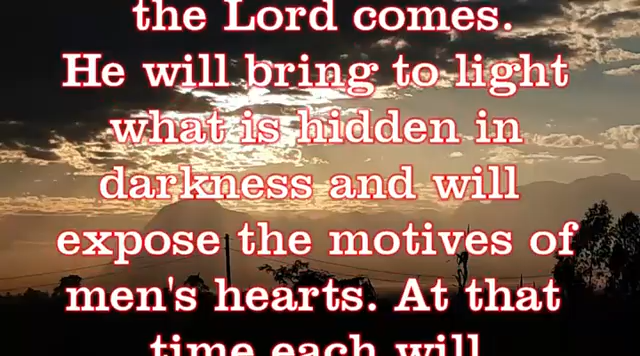 the Lord comes.
He will bring to light
what is hidden in
darkness and will
expose the motives of
men's hearts. At that
time each will